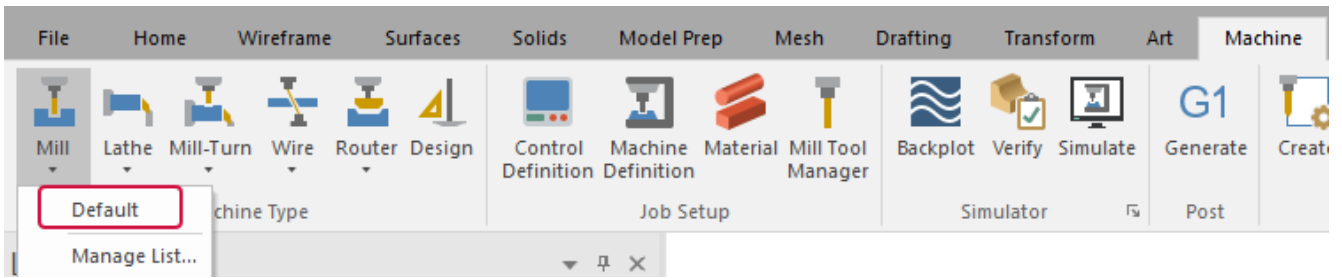 File Home Wireframe Surfaces Solids Model Prep Mesh Drafting Transform Art Machine
G1
Mill Lathe Mill-Turn Wire Router Design Control Machine Material Mill Tool Backplot Verify Simulate Generate Create
Definition Definition Manager
Default chine Type Job Setup Simulator Post
Manage List...